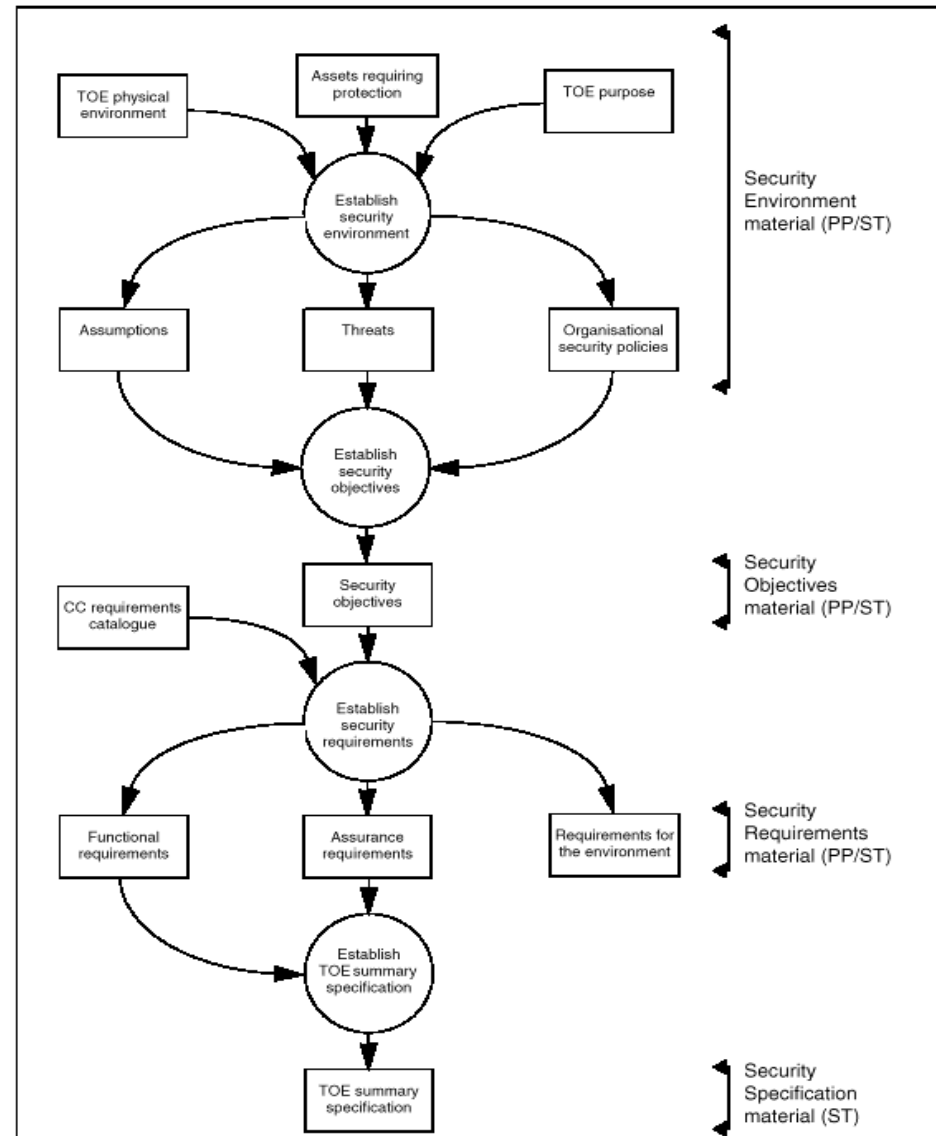 Assets requiring
protection
TOE physical
environment
TOE purpose
Security
Environment
material (PP/ST)
Establish
security
environment
Assumptions
Threats
Organisational
security policies
Establish
security
objectives
Security
objectives
Security
Objectives
material (PP/ST)
CC requirements
catalogue
Establish
security
requirements
Functional
requirements
Assurance
requirements
Requirements for
the environment
Security
Requirements
material (PP/ST)
Establish
TOE summary
specification
TOE summary
specification
Security
Specification
material (ST)